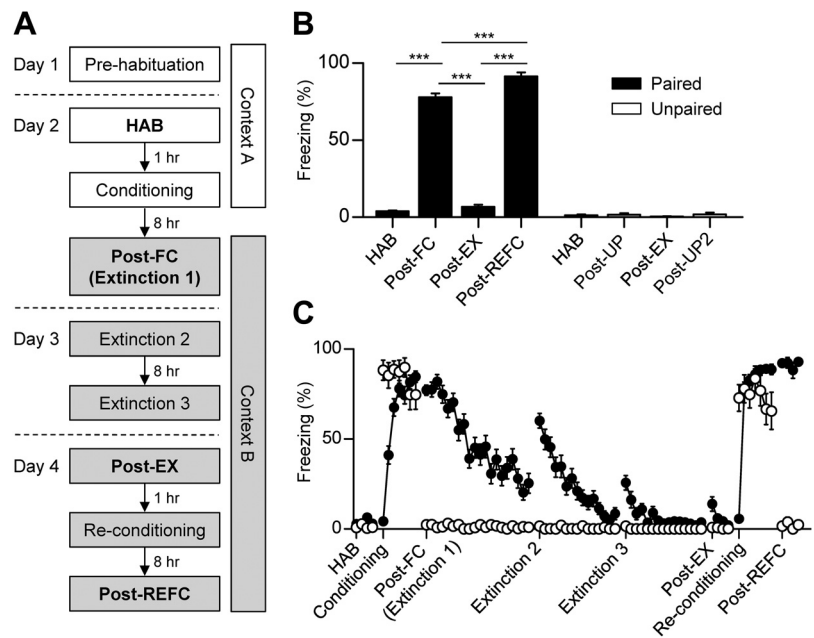 A
Day 1
Pre-habituation
Day 2
HAB
1 hr
Conditioning
8 hr
Context A
Post-FC
(Extinction 1)
Day 3
Extinction 2
8 hr
Extinction 3
Day 4
Post-EX
1 hr
Re-conditioning
8 hr
Post-REFC
Context B
B
***
*** ***
***
100
50
0
Freezing (%)
Paired
Unpaired
HAB
Post-FC
Post-EX
Post-REFC
HAB
Post-UP
Post-EX
Post-UP2
C
100
50
0
Freezing (%)
HAB
Conditioning
Post-FC
(Extinction 1)
Extinction 2
Extinction 3
Post-EX
Re-conditioning
Post-REFC